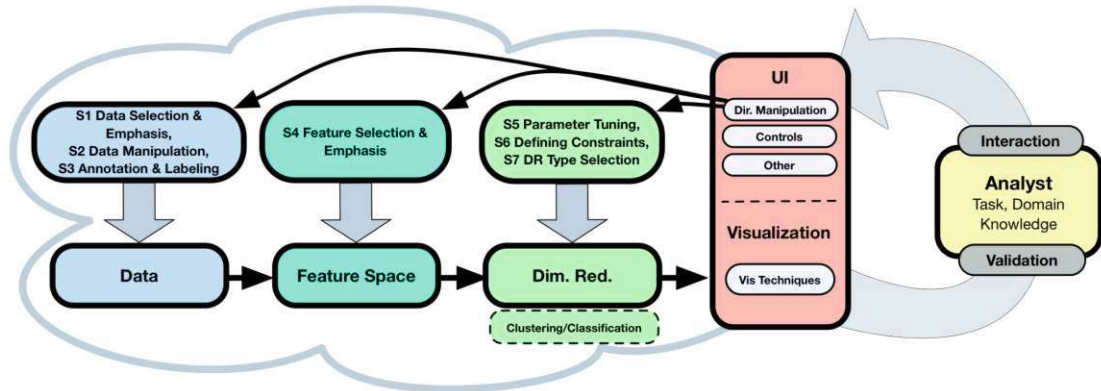 S1 Data Selection &
Emphasis,
S2 Data Manipulation,
S3 Annotation & Labeling
S4 Feature Selection &
Emphasis
S5 Parameter Tuning,
S6 Defining Constraints,
S7 DR Type Selection
UI
Dir. Manipulation
Controls
Other
Visualization
Vis Techniques
Interaction
Analyst
Task, Domain
Knowledge
Validation
Data
Feature Space
Dim. Red.
Clustering/Classification